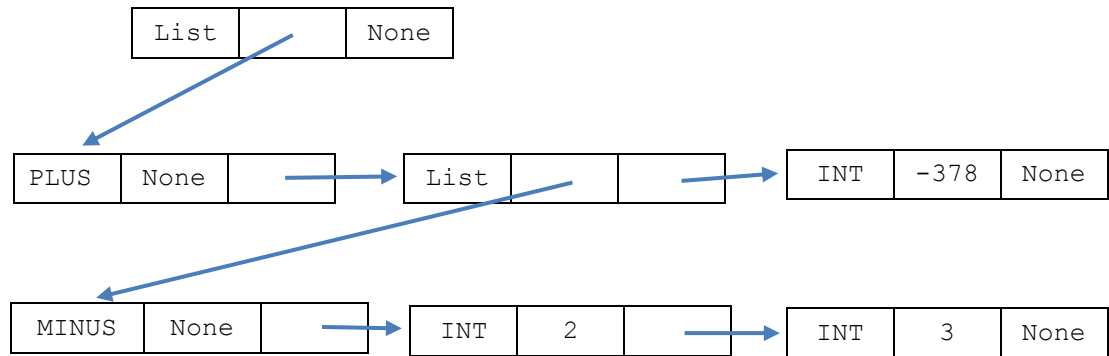 List None
PLUS None List INT -378 None
MINUS None INT 2 INT 3 None